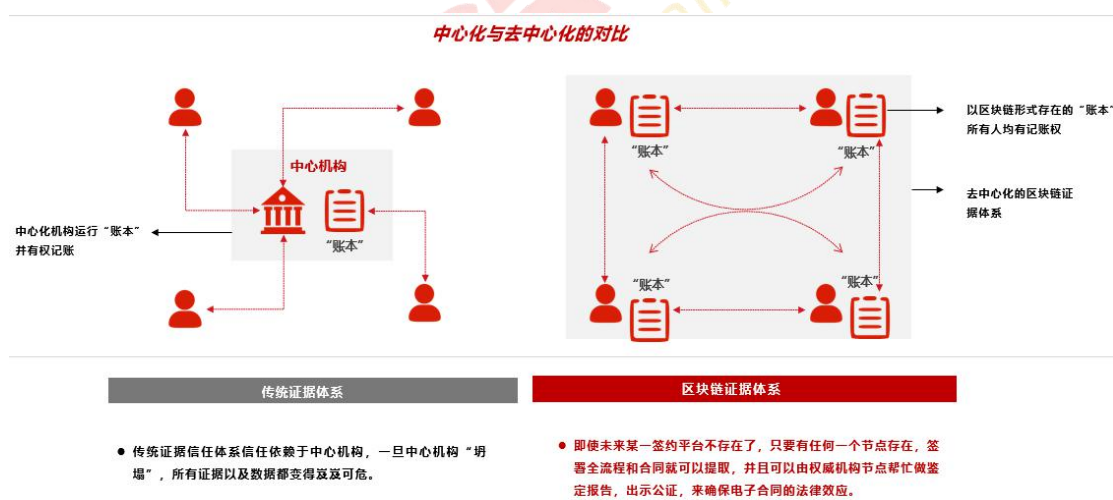 中心化与去中心化的对比
中心机构
“账本”
中心化机构运行“账本”
并有权记账
“账本”
“账本”
“账本”
“账本”
以区块链形式存在的“账本”
所有人均有记账权
去中心化的区块链证
据体系
传统证据体系
● 传统证据信任体系信任依赖于中心机构，一旦中心机构“坍
塌”，所有证据以及数据都变得岌岌可危。
区块链证据体系
● 即使未来某一签约平台不存在了，只要有任何一个节点存在，签
署全流程和合同就可以提取，并且可以由权威机构节点帮忙做鉴
定报告，出示公证，来确保电子合同的法律效应。